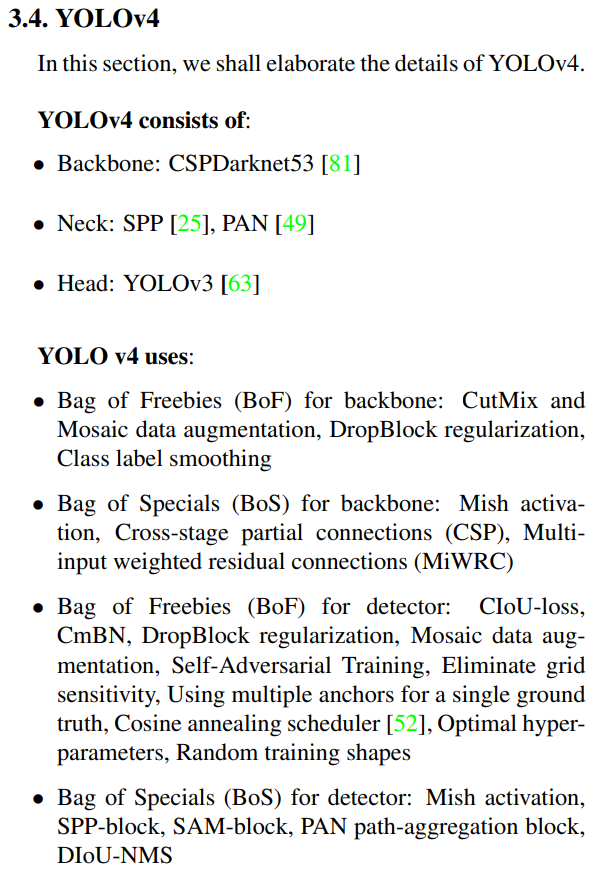 3.4. YOLOv4
In this section, we shall elaborate the details of YOLOv4.
YOLOv4 consists of:
• Backbone: CSPDarknet53 [81]
• Neck: SPP [25], PAN [49]
• Head: YOLOv3 [63]
YOLO v4 uses:
• Bag of Freebies (BoF) for backbone: CutMix and
Mosaic data augmentation, DropBlock regularization,
Class label smoothing
• Bag of Specials (BoS) for backbone: Mish activa-
tion, Cross-stage partial connections (CSP), Multi-
input weighted residual connections (MiWRC)
• Bag of Freebies (BoF) for detector: CIoU-loss,
CmBN, DropBlock regularization, Mosaic data aug-
mentation, Self-Adversarial Training, Eliminate grid
sensitivity, Using multiple anchors for a single ground
truth, Cosine annealing scheduler [52], Optimal hyper-
parameters, Random training shapes
• Bag of Specials (BoS) for detector: Mish activation,
SPP-block, SAM-block, PAN path-aggregation block,
DIoU-NMS